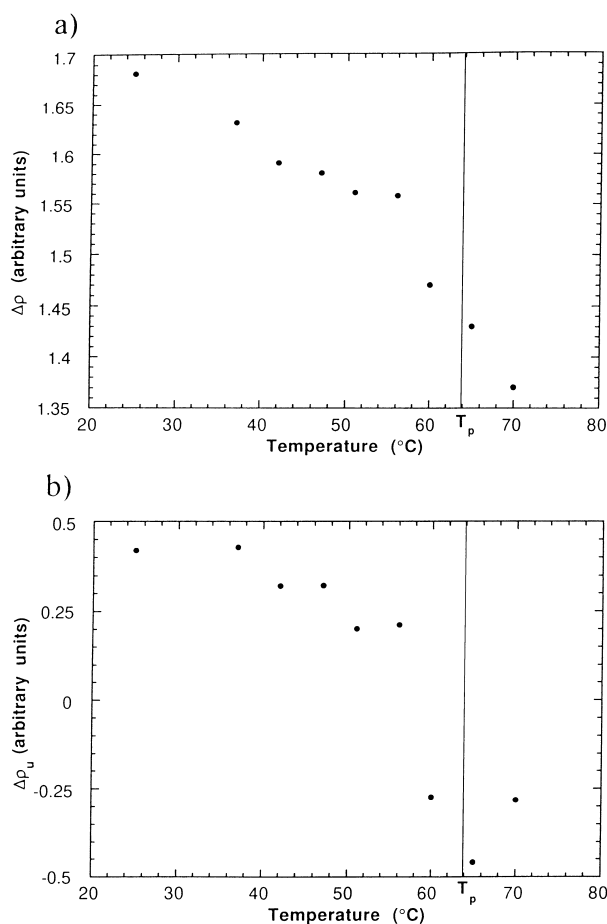 a)
1.7
1.65
1.6
1.55
1.5
1.45
1.4
1.35
Δρ (arbitrary units)
20 30 40 50 60 T_p 70 80
Temperature (°C)
b)
0.5
0.25
0
-0.25
-0.5
Δρ_u (arbitrary units)
20 30 40 50 60 T_p 70 80
Temperature (°C)